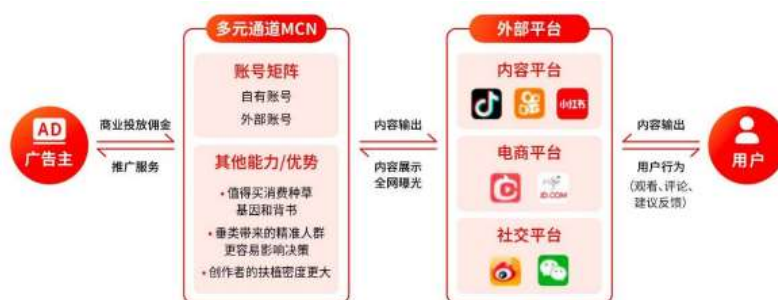 多元通道MCN
账号矩阵
自有账号
外部账号
其他能力/优势
·值得买消费种草
基因和背书
·垂类带来的精准人群
更容易影响决策
·创作者的扶植密度更大
AD
广告主
商业投放佣金
推广服务
内容输出
内容展示
全网曝光
外部平台
内容平台
小红书
电商平台
JD.COM
社交平台
内容输出
用户行为
(观看、评论、
建议反馈)
用户